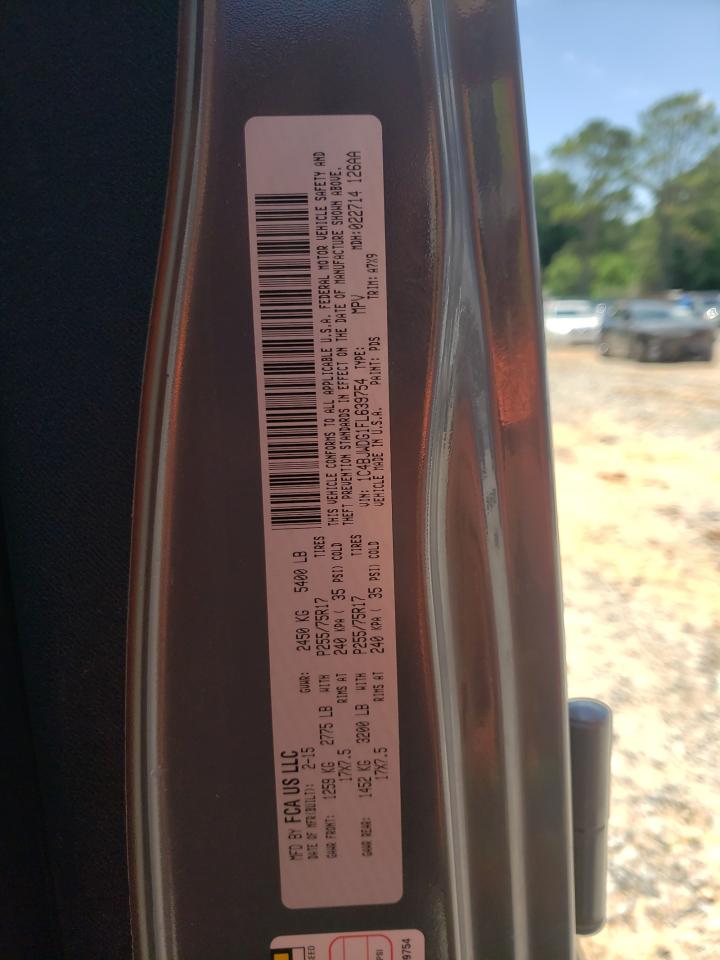 MFD BY FCA US LLC
DATE OF MFR(BUILT): 2-15 GVWR: 2450 KG 5400 LB
GAWR FRONT: 1259 KG 2775 LB WITH P255/75R17 TIRES
17X7.5 RIMS AT 240 KPA ( 35 PSI) COLD
GAWR REAR: 1452 KG 3200 LB WITH P255/75R17 TIRES
17X7.5 RIMS AT 240 KPA ( 35 PSI) COLD
THIS VEHICLE CONFORMS TO ALL APPLICABLE U.S.A. FEDERAL MOTOR VEHICLE SAFETY AND
THEFT PREVENTION STANDARDS IN EFFECT ON THE DATE OF MANUFACTURE SHOWN ABOVE.
VIN: 1C4BJWDG1FL639754 TYPE: MPV MDH:022714 126AA
VEHICLE MADE IN U.S.A. PAINT: PDS TRIM: A7X9
EED
PSI
9754